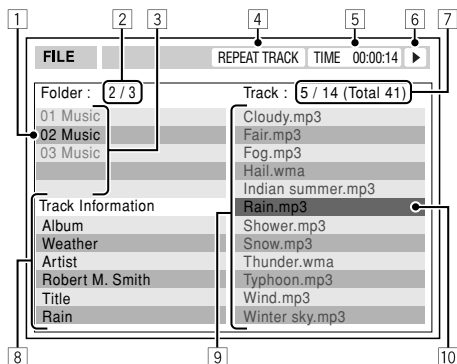 1 2 3 4 5 6 7
FILE REPEAT TRACK TIME 00:00:14
Folder : 2 / 3 Track : 5 / 14 (Total 41)
01 Music
02 Music
03 Music
Track Information
Album
Weather
Artist
Robert M. Smith
Title
Rain
Cloudy.mp3
Fair.mp3
Fog.mp3
Hail.wma
Indian summer.mp3
Rain.mp3
Shower.mp3
Snow.mp3
Thunder.wma
Typhoon.mp3
Wind.mp3
Winter sky.mp3
8 9 10